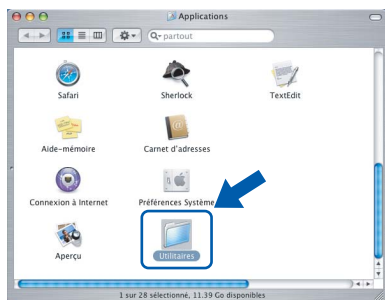 Applications
partout
Safari
Sherlock
TextEdit
Aide-mémoire
Carnet d'adresses
Connexion à Internet
Préférences Système
Aperçu
Utilitaires
1 sur 28 sélectionné, 11.39 Go disponibles